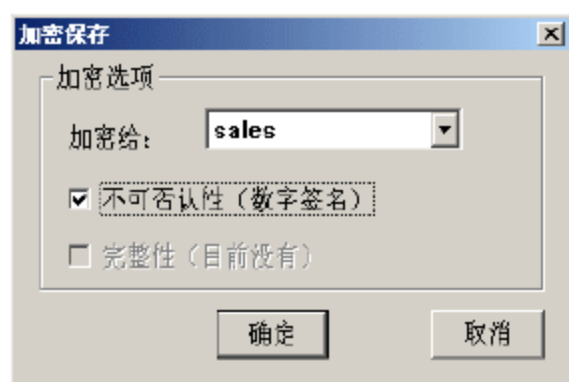 加密保存
加密选项
加密给：
sales
不可否认性（数字签名）
完整性（目前没有）
确定
取消